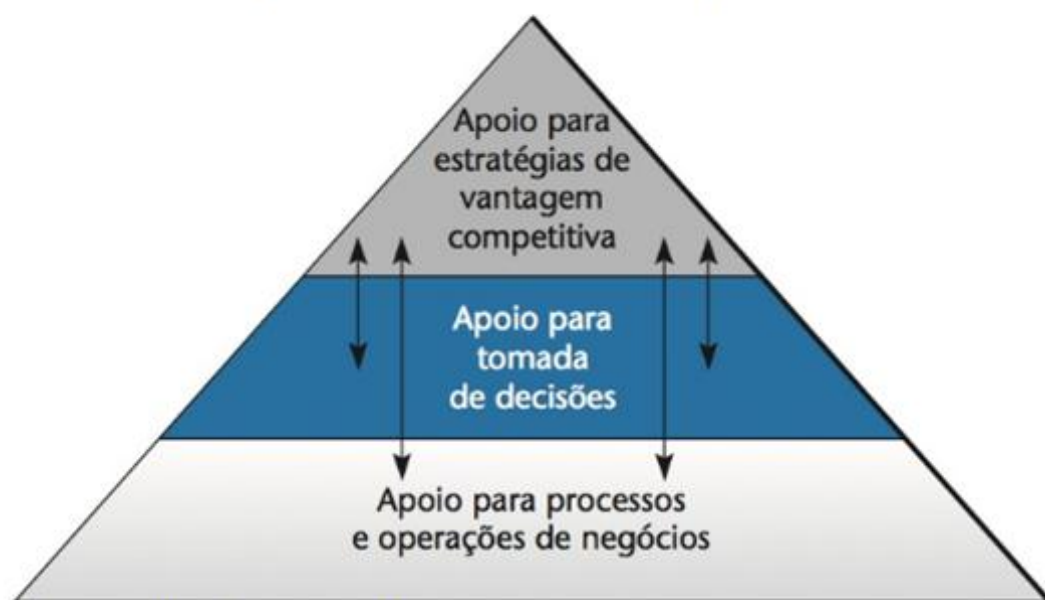 Apoio para
estratégias de
vantagem
competitiva
Apoio para
tomada
de decisões
Apoio para processos
e operações de negócios